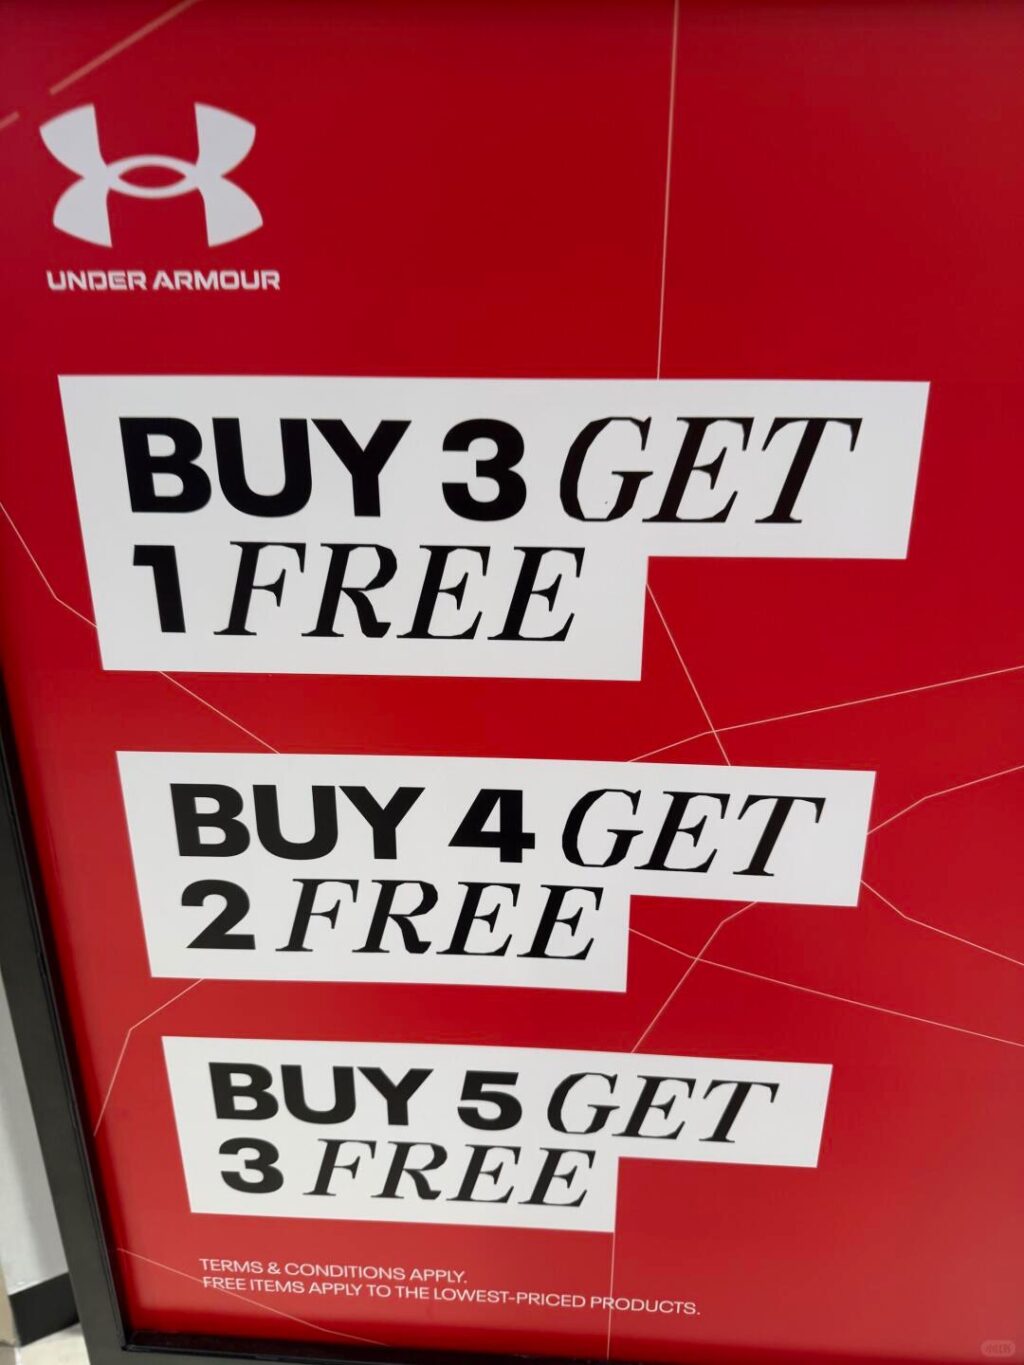 UNDER ARMOUR
BUY 3 GET
1 FREE
BUY 4 GET
2 FREE
BUY 5 GET
3 FREE
TERMS & CONDITIONS APPLY.
FREE ITEMS APPLY TO THE LOWEST-PRICED PRODUCTS.